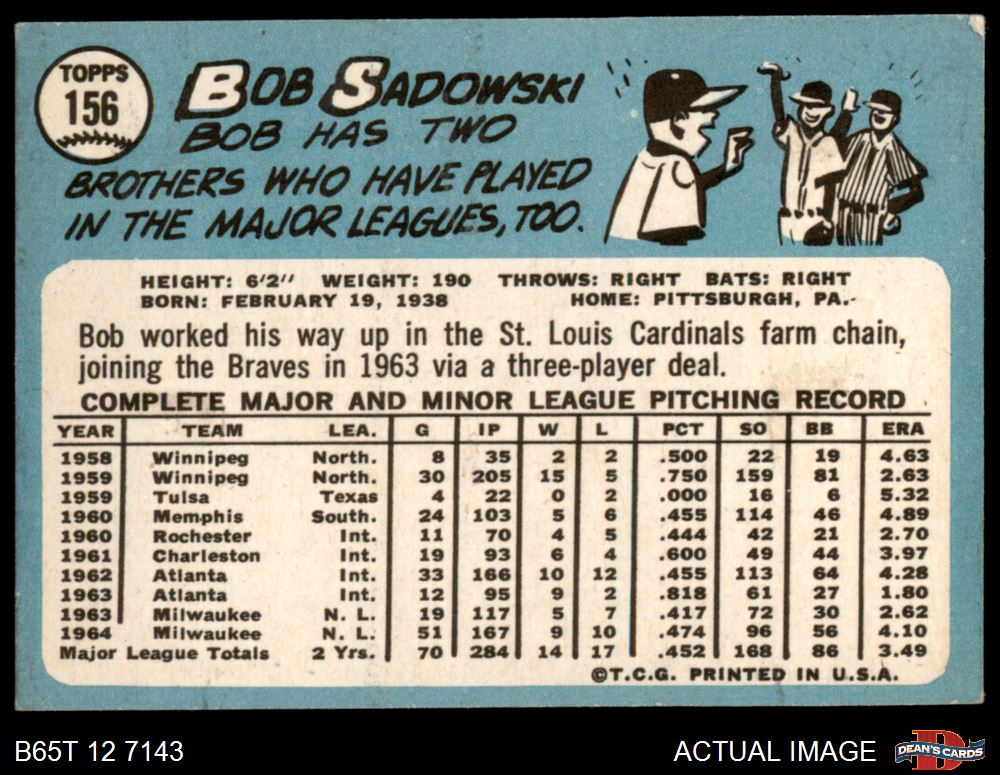 TOPPS
156
BOB SADOWSKI
BOB HAS TWO
BROTHERS WHO HAVE PLAYED
IN THE MAJOR LEAGUES, TOO.
HEIGHT: 6'2" WEIGHT: 190 THROWS: RIGHT BATS: RIGHT
BORN: FEBRUARY 19, 1938 HOME: PITTSBURGH, PA.
Bob worked his way up in the St. Louis Cardinals farm chain,
joining the Braves in 1963 via a three-player deal.
COMPLETE MAJOR AND MINOR LEAGUE PITCHING RECORD
YEAR TEAM LEA. G IP W L PCT SO BB ERA
1958 Winnipeg North. 8 35 2 2 .500 22 19 4.63
1959 Winnipeg North. 30 205 15 5 .750 159 81 2.63
1959 Tulsa Texas 4 22 0 2 .000 16 6 5.32
1960 Memphis South. 24 103 5 6 .455 114 46 4.89
1960 Rochester Int. 11 70 4 5 .444 42 21 2.70
1961 Charleston Int. 19 93 6 4 .600 49 44 3.97
1962 Atlanta Int. 33 166 10 12 .455 113 64 4.28
1963 Atlanta Int. 12 95 9 2 .818 61 27 1.80
1963 Milwaukee N. L. 19 117 5 7 .417 72 30 2.62
1964 Milwaukee N. L. 51 167 9 10 .474 96 56 4.10
Major League Totals 2 Yrs. 70 284 14 17 .452 168 86 3.49
©T.C.G. PRINTED IN U.S.A.
B65T 12 7143 ACTUAL IMAGE DEAN'S CARDS